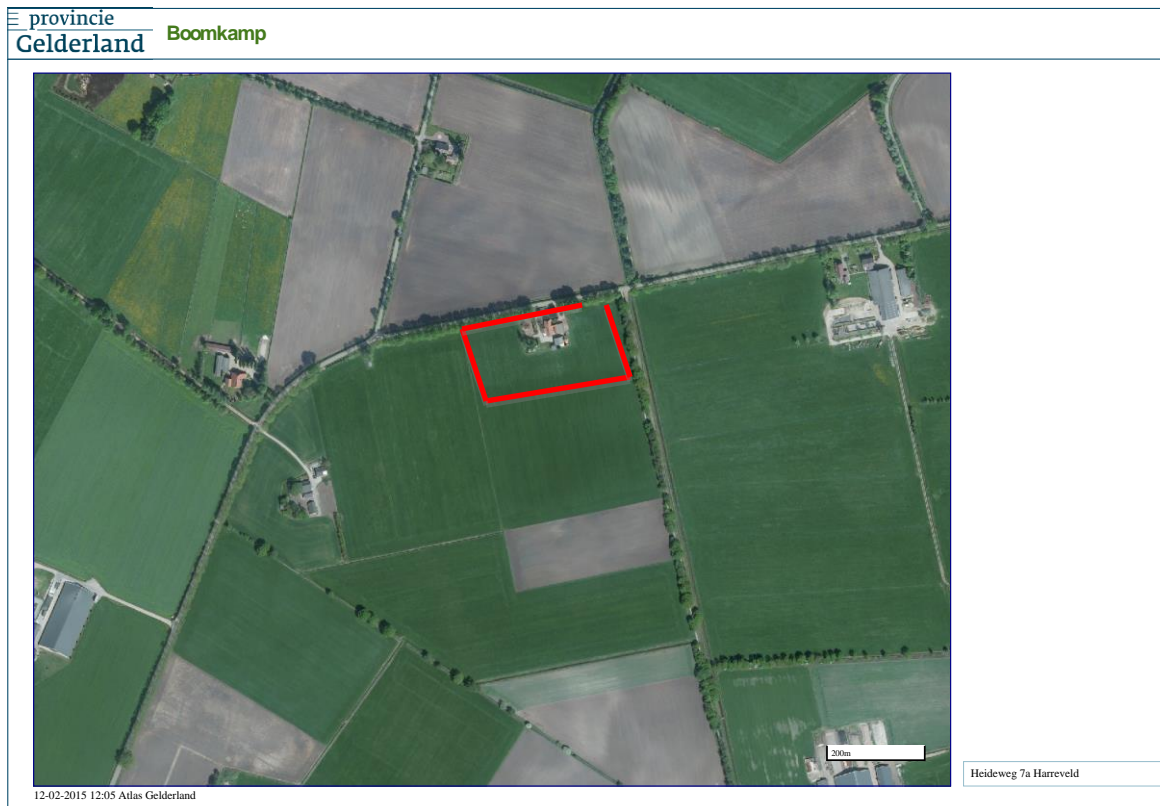 provincie
Gelderland
Boomkamp
200m
Heideweg 7a Harreveld
12-02-2015 12:05 Atlas Gelderland